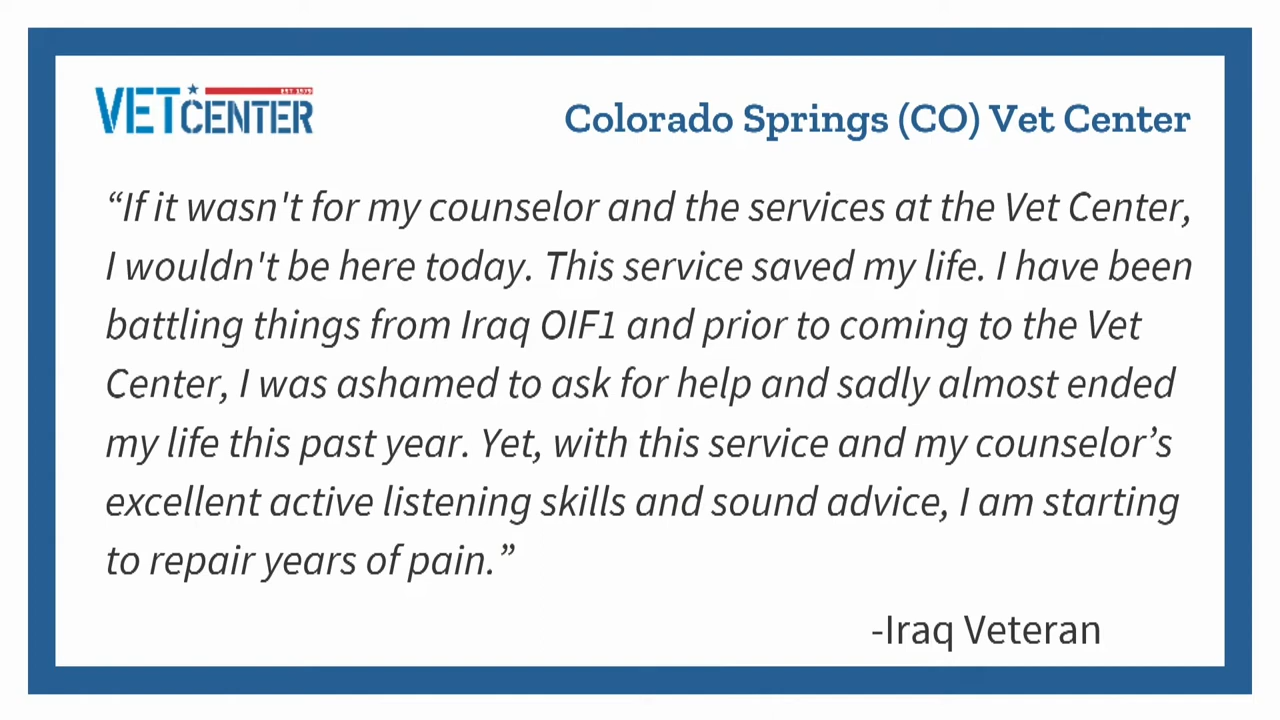 VET CENTER
EST. 1979
Colorado Springs (CO) Vet Center
“If it wasn't for my counselor and the services at the Vet Center,
I wouldn't be here today. This service saved my life. I have been
battling things from Iraq OIF1 and prior to coming to the Vet
Center, I was ashamed to ask for help and sadly almost ended
my life this past year. Yet, with this service and my counselor’s
excellent active listening skills and sound advice, I am starting
to repair years of pain.”
-Iraq Veteran